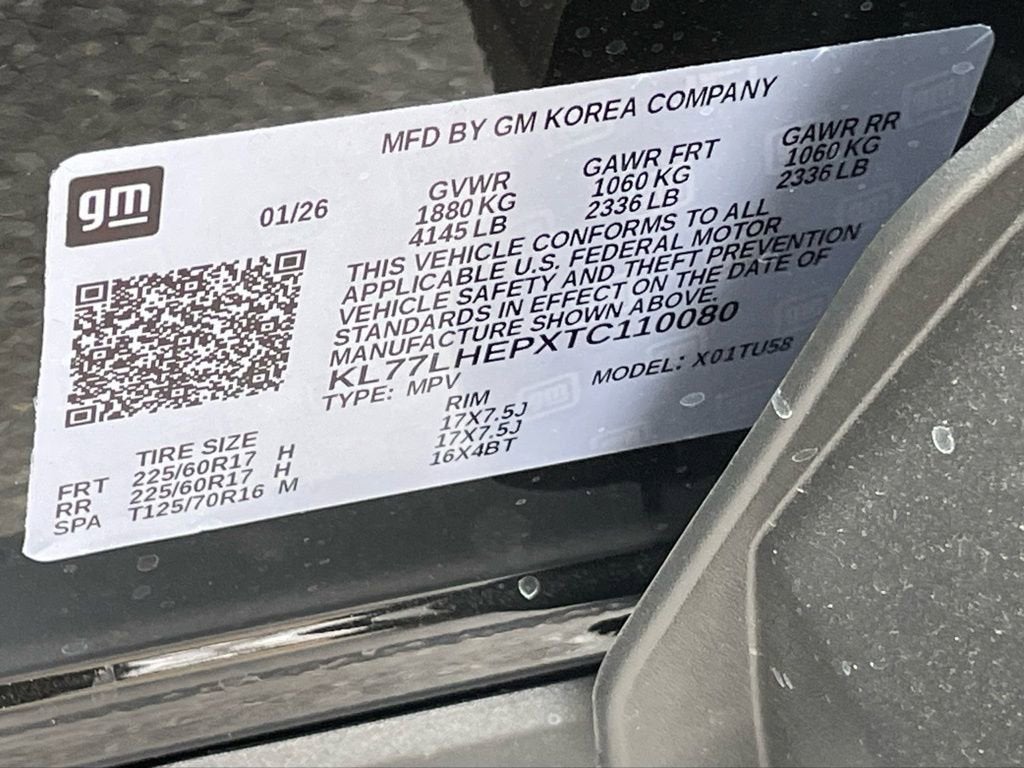 MFD BY GM KOREA COMPANY
gm
01/26
GVWR GAWR FRT GAWR RR
1880 KG 1060 KG 1060 KG
4145 LB 2336 LB 2336 LB
THIS VEHICLE CONFORMS TO ALL
APPLICABLE U.S. FEDERAL MOTOR
VEHICLE SAFETY AND THEFT PREVENTION
STANDARDS IN EFFECT ON THE DATE OF
MANUFACTURE SHOWN ABOVE.
KL77LHEPXTC110080
TYPE: MPV MODEL: X01TU58
TIRE SIZE RIM
FRT 225/60R17 H 17X7.5J
RR 225/60R17 H 17X7.5J
SPA T125/70R16 M 16X4BT